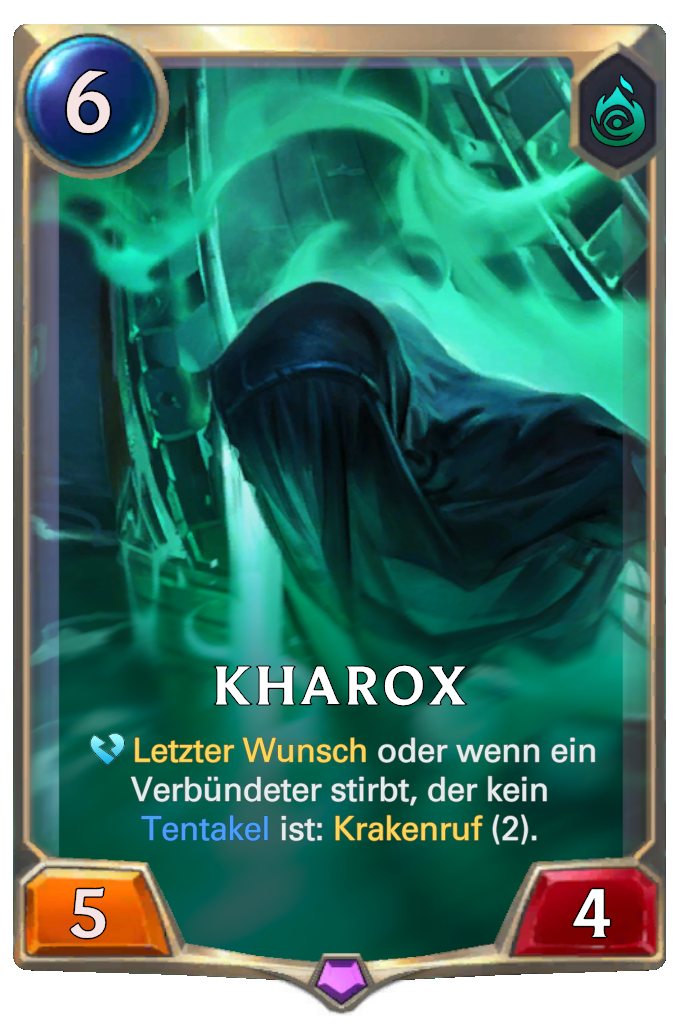 6
KHAROX
Letzter Wunsch oder wenn ein
Verbündeter stirbt, der kein
Tentakel ist: Krakenruf (2).
5 4